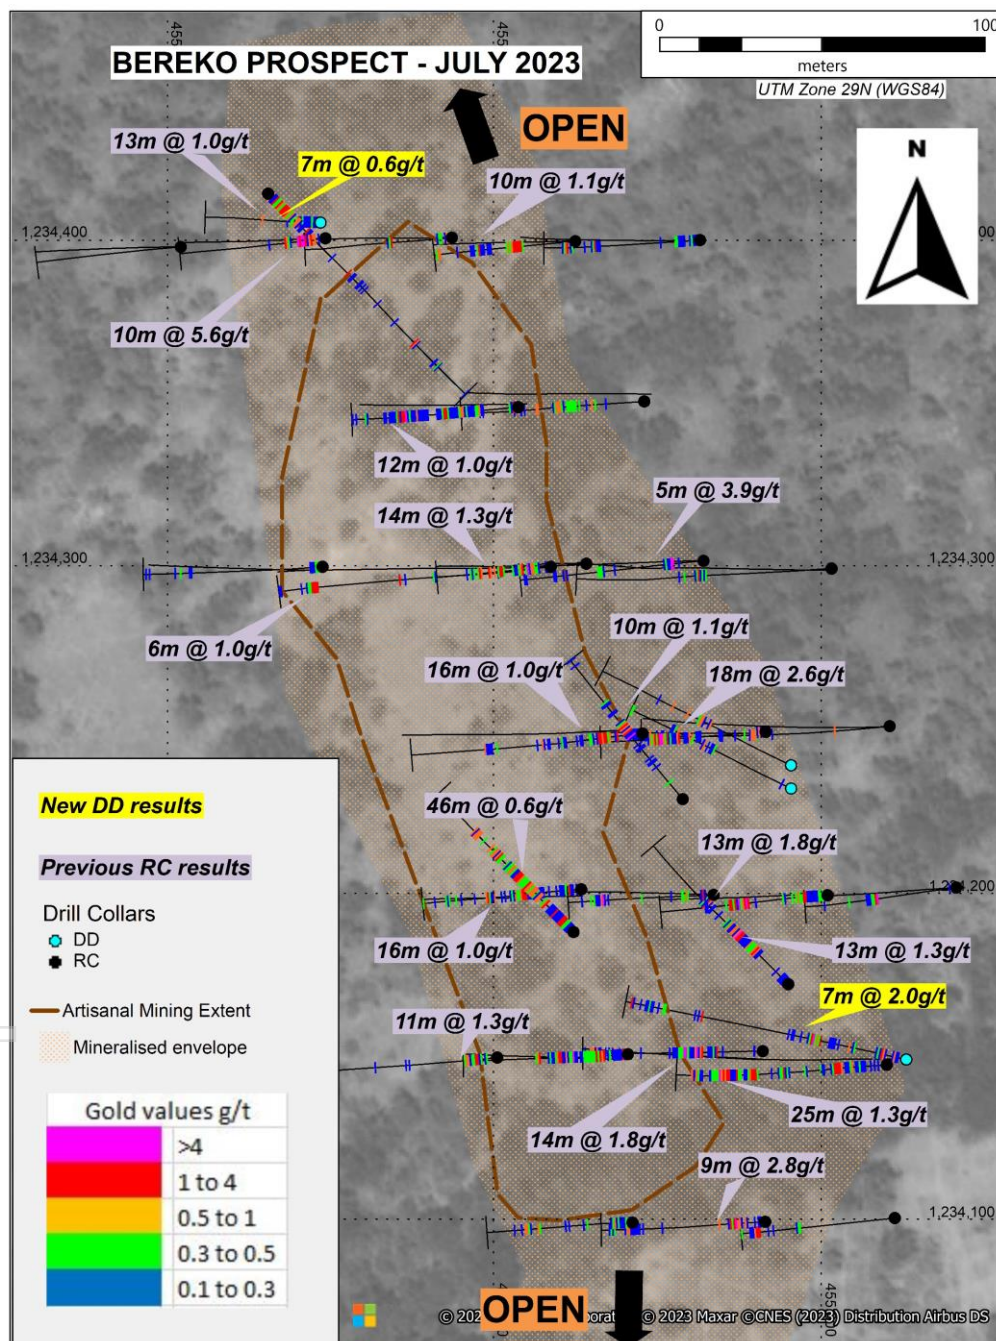 0 100
meters
UTM Zone 29N (WGS84)
BEREKO PROSPECT - JULY 2023
OPEN
N
13m @ 1.0g/t
7m @ 0.6g/t
10m @ 1.1g/t
1,234,400
10m @ 5.6g/t
12m @ 1.0g/t
5m @ 3.9g/t
14m @ 1.3g/t
1,234,300
1,234,300
6m @ 1.0g/t
10m @ 1.1g/t
16m @ 1.0g/t
18m @ 2.6g/t
46m @ 0.6g/t
13m @ 1.8g/t
1,234,200
16m @ 1.0g/t
13m @ 1.3g/t
7m @ 2.0g/t
11m @ 1.3g/t
25m @ 1.3g/t
14m @ 1.8g/t
9m @ 2.8g/t
1,234,100
New DD results
Previous RC results
Drill Collars
DD
RC
Artisanal Mining Extent
Mineralised envelope
Gold values g/t
>4
1 to 4
0.5 to 1
0.3 to 0.5
0.1 to 0.3
OPEN
© 2023 Maxar ©CNES (2023) Distribution Airbus DS